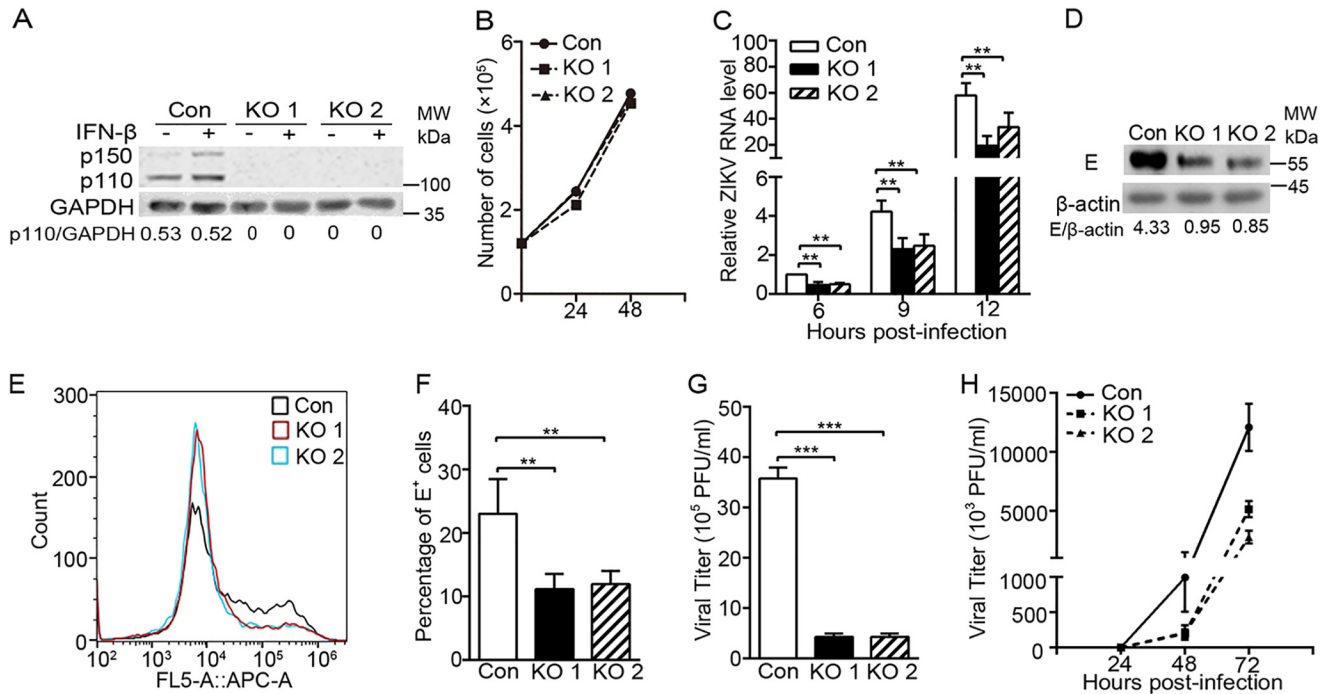 A
Con KO 1 KO 2 MW
IFN-β - + - + - + kDa
p150
p110
100
GAPDH
35
p110/GAPDH 0.53 0.52 0 0 0 0
B
Number of cells (×10⁵)
6
4
2
0
24 48
Con
KO 1
KO 2
C
Relative ZIKV RNA level
100
80
60
40
20
6
4
2
0
Con
KO 1
KO 2
** ** ** ** ** **
6 9 12
Hours post-infection
D
MW
Con KO 1 KO 2 kDa
E
55
45
β-actin
E/β-actin 4.33 0.95 0.85
E
Count
300
200
100
0
Con
KO 1
KO 2
10² 10³ 10⁴ 10⁵ 10⁶
FL5-A::APC-A
F
Percentage of E⁺ cells
40
30
20
10
0
**
**
Con KO 1 KO 2
G
Viral Titer (10⁵ PFU/ml)
50
40
30
20
10
0
***
***
Con KO 1 KO 2
H
Viral Titer (10³ PFU/ml)
15000
10000
5000
1000
500
0
Con
KO 1
KO 2
24 48 72
Hours post-infection